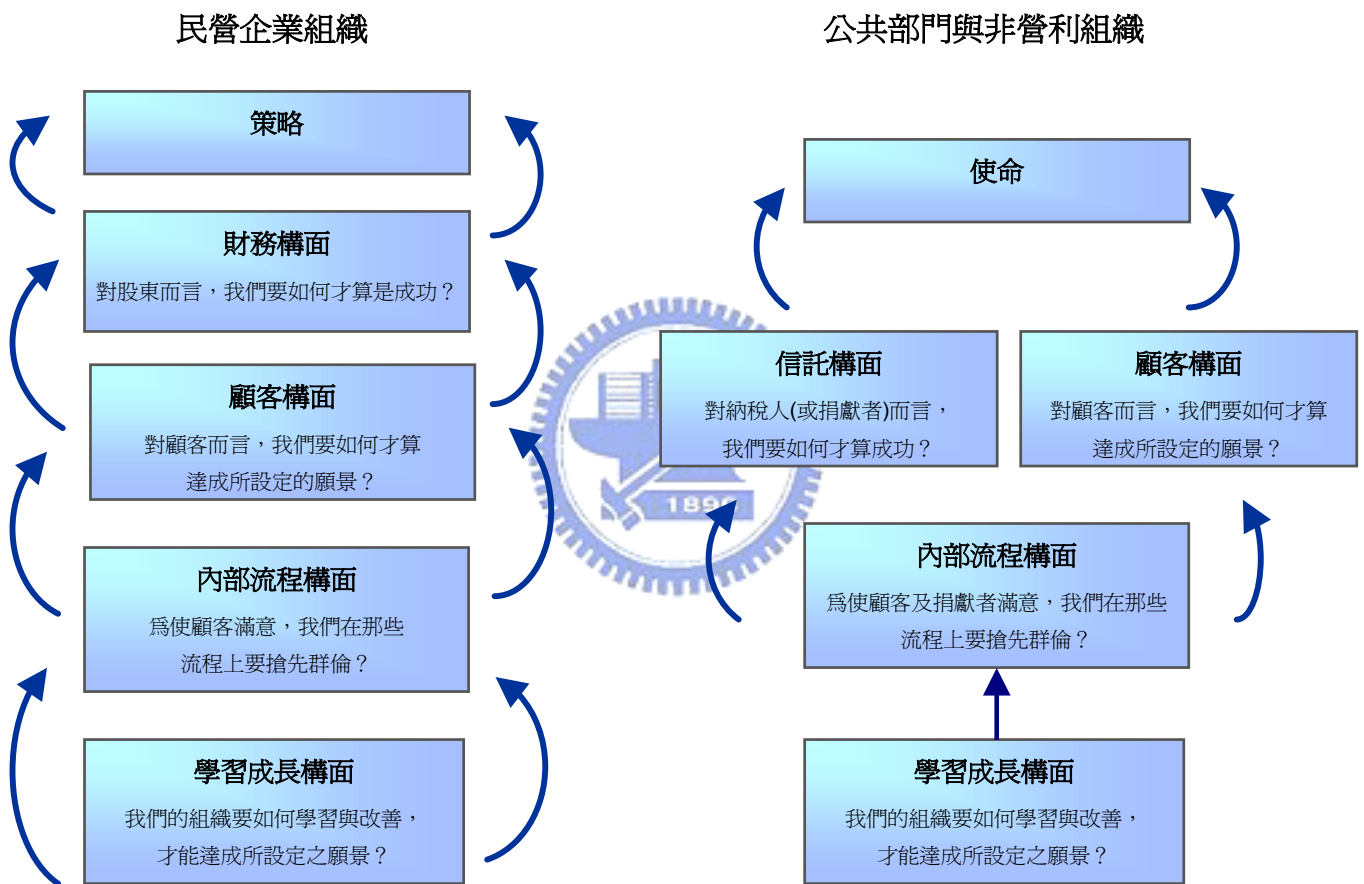 民營企業組織
策略
財務構面
對股東而言，我們要如何才算是成功？
顧客構面
對顧客而言，我們要如何才算
達成所設定的願景？
內部流程構面
為使顧客滿意，我們在那些
流程上要搶先群倫？
學習成長構面
我們的組織要如何學習與改善，
才能達成所設定之願景？
公共部門與非營利組織
使命
信託構面
對納稅人(或捐獻者)而言，
我們要如何才算成功？
顧客構面
對顧客而言，我們要如何才算
達成所設定的願景？
內部流程構面
為使顧客及捐獻者滿意，我們在那些
流程上要搶先群倫？
學習成長構面
我們的組織要如何學習與改善，
才能達成所設定之願景？